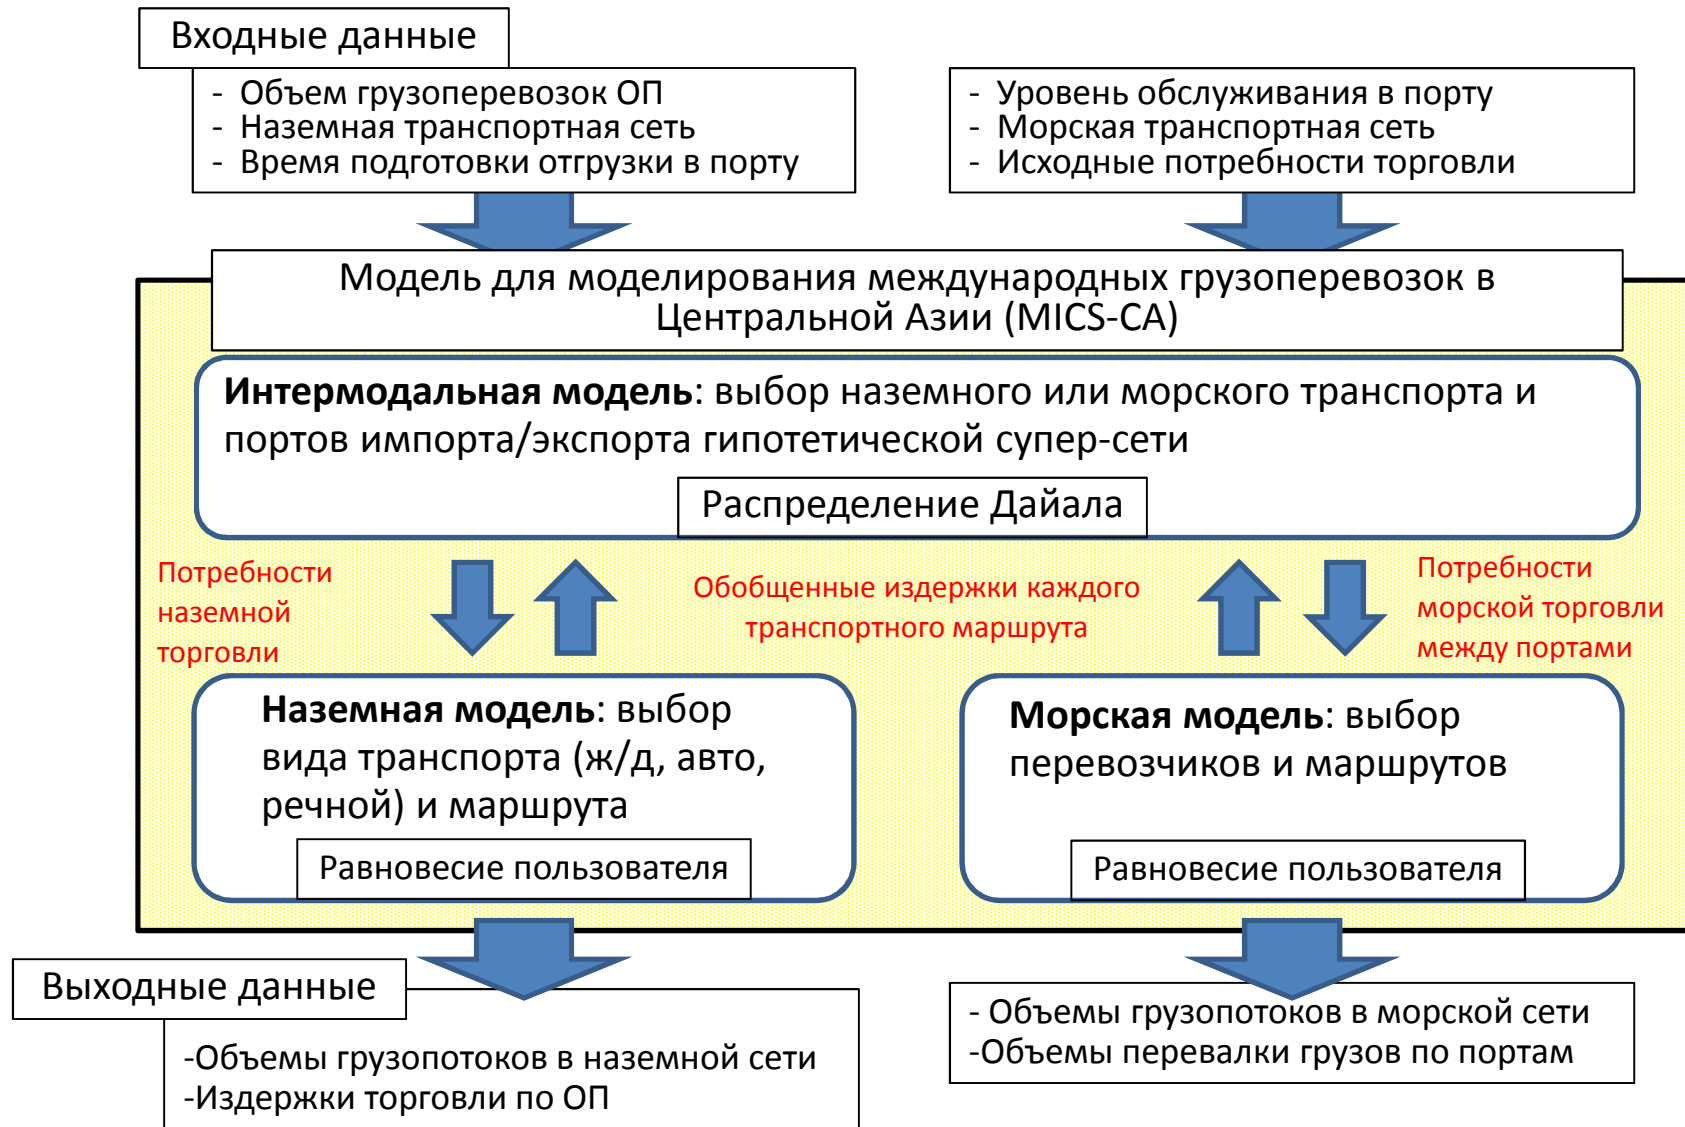 Входные данные
- Объем грузоперевозок ОП
- Наземная транспортная сеть
- Время подготовки отгрузки в порту
- Уровень обслуживания в порту
- Морская транспортная сеть
- Исходные потребности торговли
Модель для моделирования международных грузоперевозок в
Центральной Азии (MICS-CA)
Интермодальная модель: выбор наземного или морского транспорта и
портов импорта/экспорта гипотетической супер-сети
Распределение Дайала
Потребности
наземной
торговли
Обобщенные издержки каждого
транспортного маршрута
Потребности
морской торговли
между портами
Наземная модель: выбор
вида транспорта (ж/д, авто,
речной) и маршрута
Равновесие пользователя
Морская модель: выбор
перевозчиков и маршрутов
Равновесие пользователя
Выходные данные
-Объемы грузопотоков в наземной сети
-Издержки торговли по ОП
- Объемы грузопотоков в морской сети
-Объемы перевалки грузов по портам